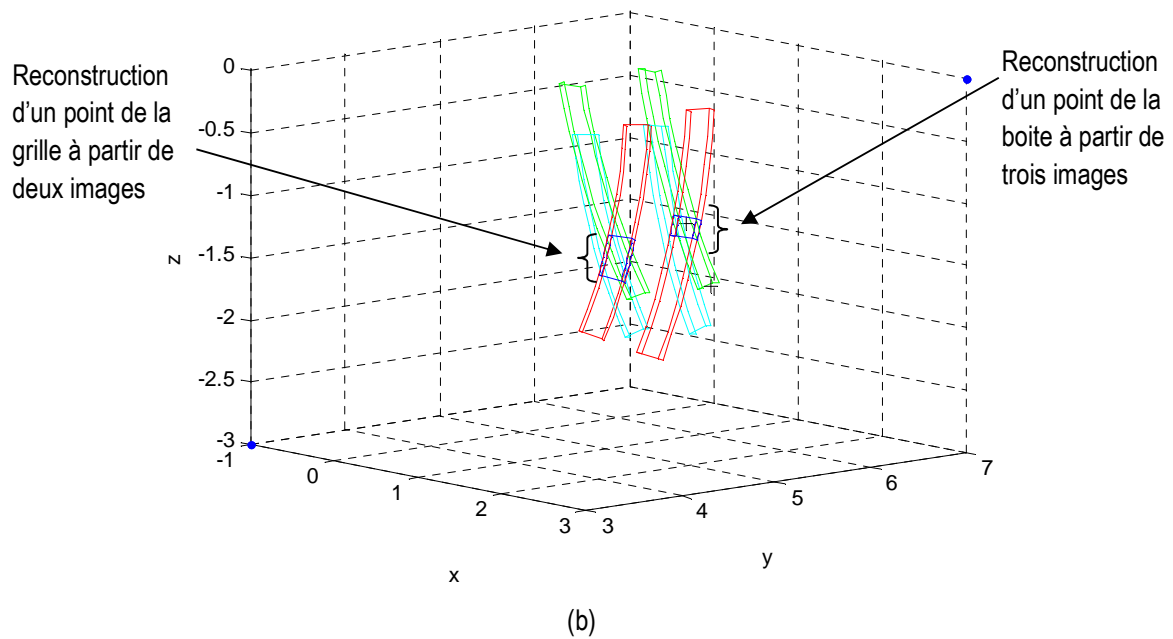 Reconstruction
d'un point de la
grille à partir de
deux images
Reconstruction
d'un point de la
boite à partir de
trois images
0
-0.5
-1
-1.5
-2
-2.5
-3
z
-1
0
1
2
3
x
3
4
5
6
7
y
(b)